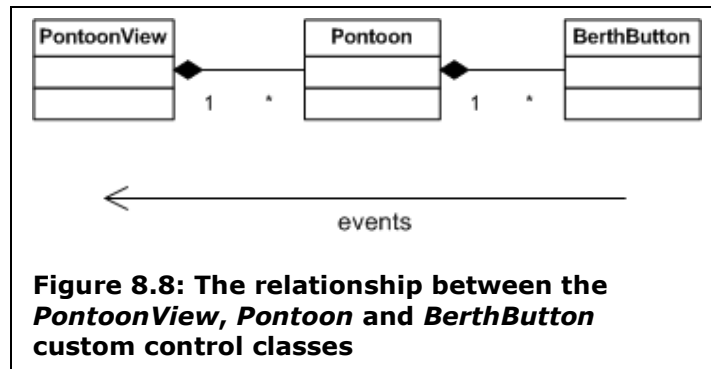 PontoonView Pontoon BerthButton
1 * 1 *
events
Figure 8.8: The relationship between the
PontoonView, Pontoon and BerthButton
custom control classes